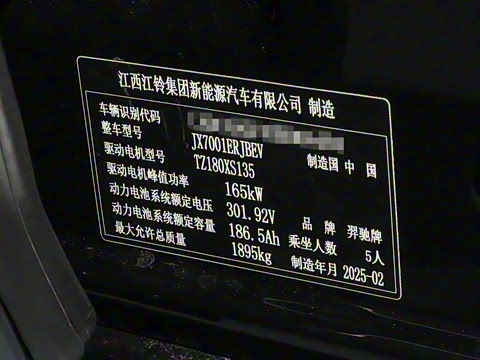 江西江铃集团新能源汽车有限公司 制造
车辆识别代码
整车型号 JX7001ERJBEV 制造国 中 国
驱动电机型号 TZ180XS135
驱动电机峰值功率 165kW
动力电池系统额定电压 301.92V 品 牌 羿驰牌
动力电池系统额定容量 186.5Ah 乘坐人数 5人
最大允许总质量 1895kg 制造年月 2025-02